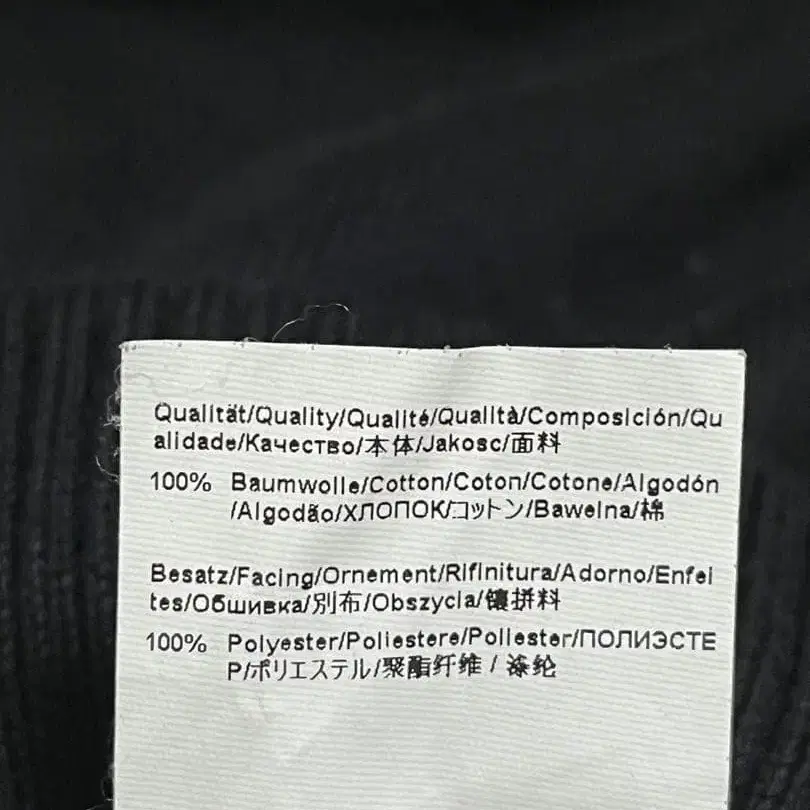 Qualität/Quality/Qualité/Qualità/Composición/Qu
alidade/Качество/本体/Jakosc/面料
100% Baumwolle/Cotton/Coton/Cotone/Algodón
/Algodão/ХЛОПОК/コットン/Bawelna/棉
Besatz/Facing/Ornement/Rifinitura/Adorno/Enfei
tes/Обшивка/別布/Obszycia/镶拼料
100% Polyester/Poliestere/Poliester/ПОЛИЭСТЕ
Р/ポリエステル/聚酯纤维 / 涤纶